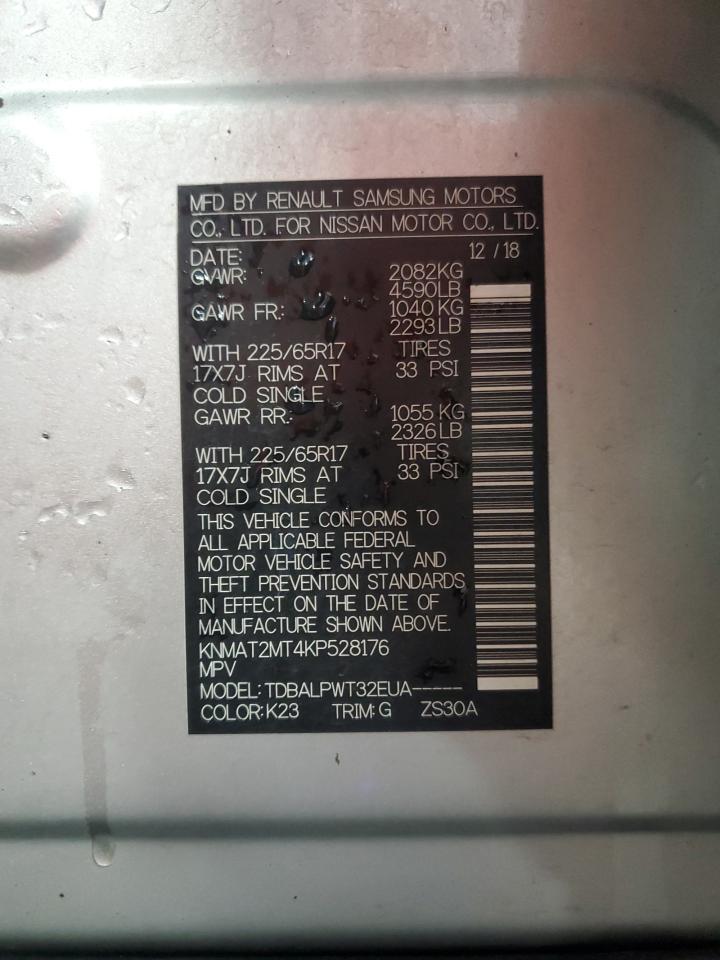 MFD BY RENAULT SAMSUNG MOTORS
CO., LTD. FOR NISSAN MOTOR CO., LTD.
DATE: 12 / 18
GVWR: 2082KG
4590LB
GAWR FR.: 1040 KG
2293 LB
WITH 225/65R17 TIRES
17X7J RIMS AT 33 PSI
COLD SINGLE
GAWR RR.: 1055 KG
2326 LB
WITH 225/65R17 TIRES
17X7J RIMS AT 33 PSI
COLD SINGLE
THIS VEHICLE CONFORMS TO
ALL APPLICABLE FEDERAL
MOTOR VEHICLE SAFETY AND
THEFT PREVENTION STANDARDS
IN EFFECT ON THE DATE OF
MANUFACTURE SHOWN ABOVE.
KNMAT2MT4KP528176
MPV
MODEL: TDBALPWT32EUA-----
COLOR: K23 TRIM: G ZS30A